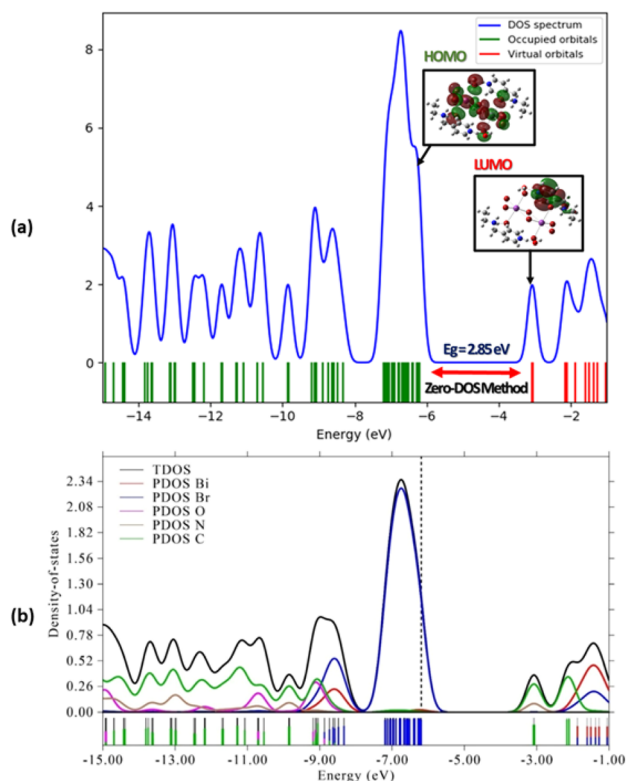 (a)
8
6
4
2
0
DOS spectrum
Occupied orbitals
Virtual orbitals
HOMO
LUMO
Eg = 2.85 eV
Zero-DOS Method
−14 −12 −10 −8 −6 −4 −2
Energy (eV)
(b)
Density-of-states
2.34
2.08
1.82
1.56
1.30
1.04
0.78
0.52
0.26
0.00
TDOS
PDOS Bi
PDOS Br
PDOS O
PDOS N
PDOS C
-15.00 -13.00 -11.00 -9.00 -7.00 -5.00 -3.00 -1.00
Energy (eV)